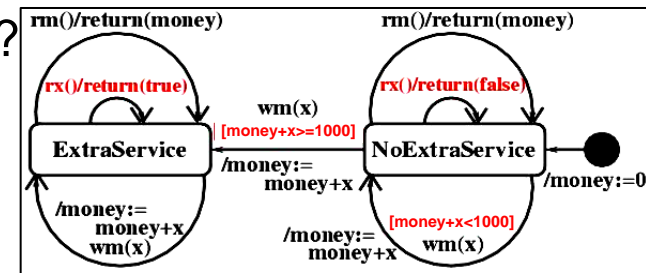 ?
rm()/return(money)
rx()/return(true)
ExtraService
/money:=
money+x
wm(x)
wm(x)
[money+x>=1000]
/money:=
money+x
rm()/return(money)
rx()/return(false)
NoExtraService
/money:=0
[money+x<1000]
/money:=
money+x
wm(x)